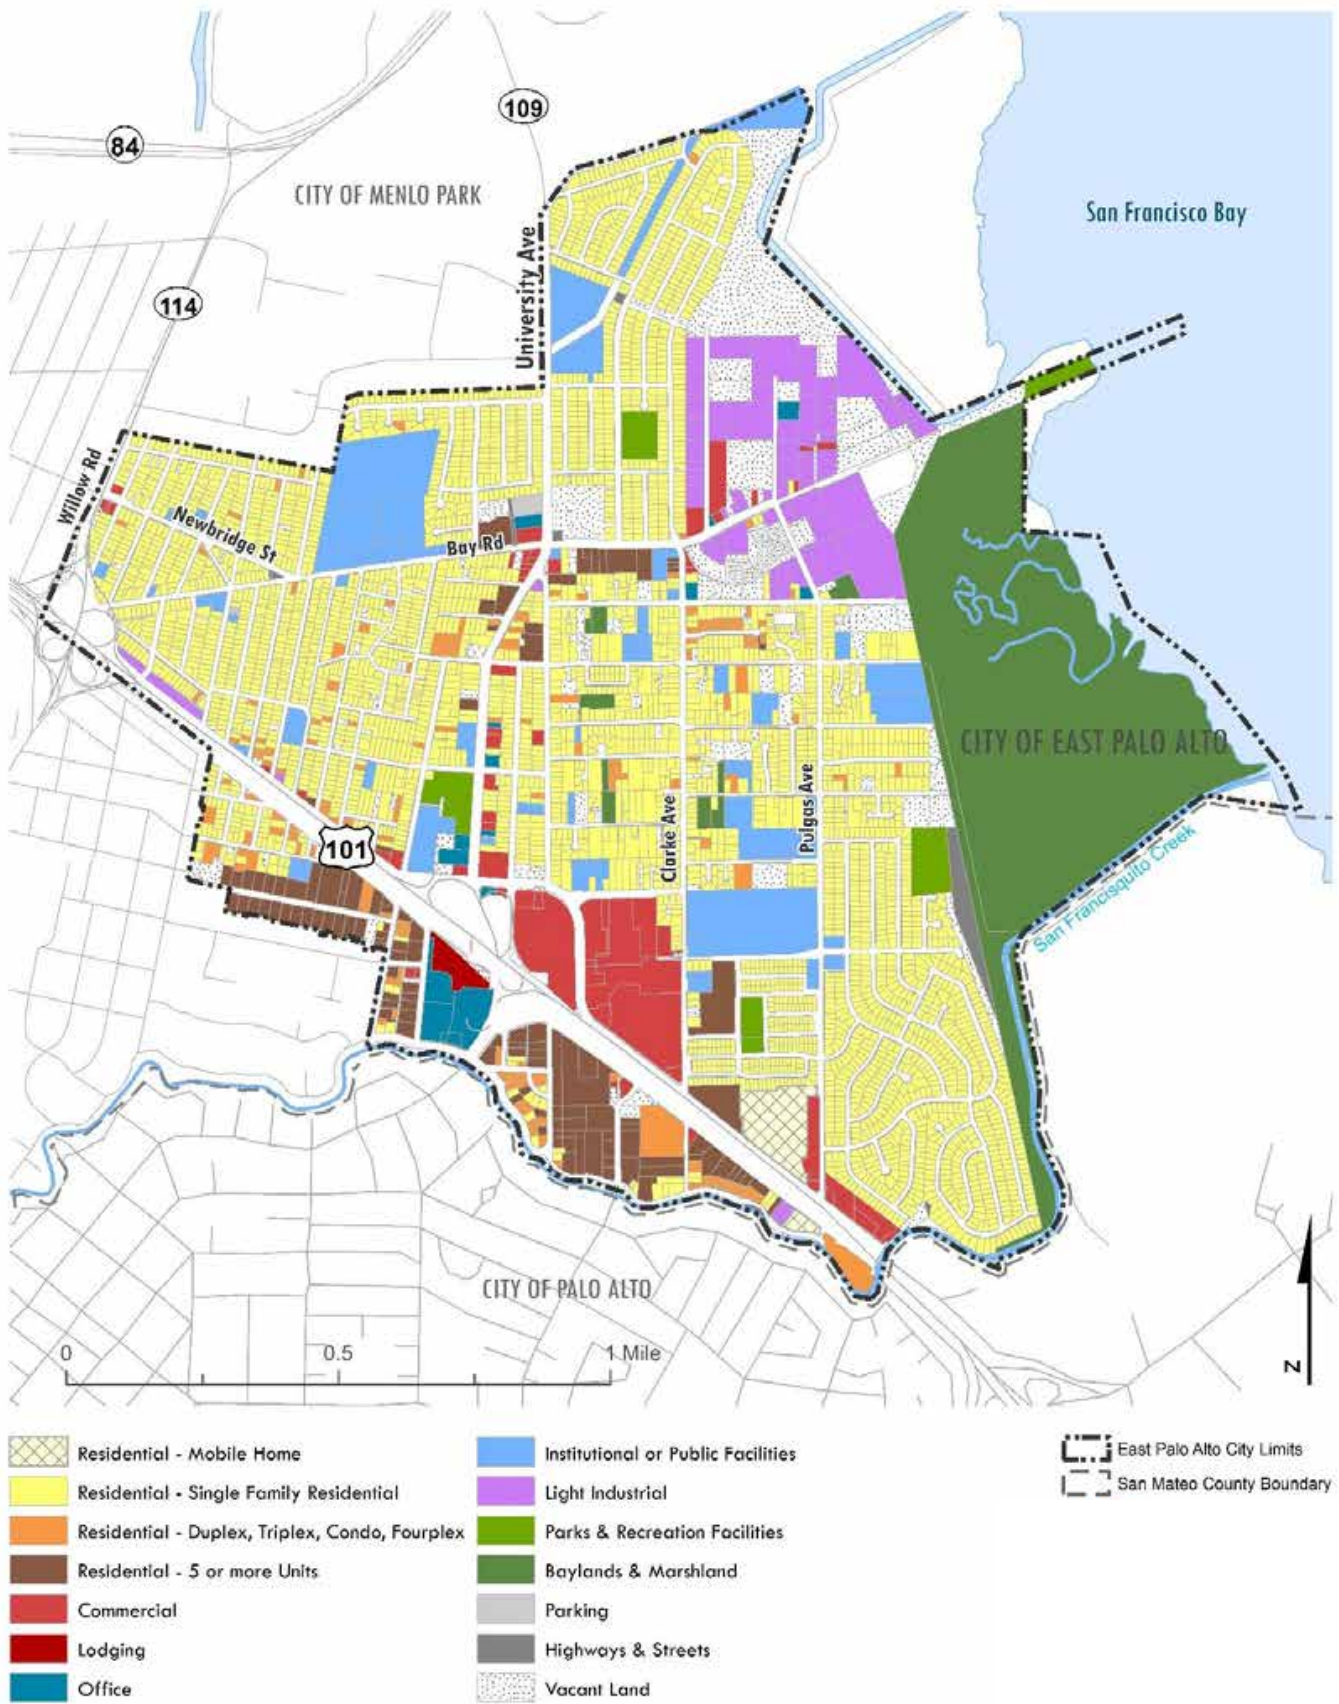 109
84
CITY OF MENLO PARK
San Francisco Bay
University Ave
114
Willow Rd
Newbridge St
Bay Rd
CITY OF EAST PALO ALTO
Clarke Ave
Pulgas Ave
101
San Francisquito Creek
CITY OF PALO ALTO
0
0.5
1 Mile
N
Residential - Mobile Home
Residential - Single Family Residential
Residential - Duplex, Triplex, Condo, Fourplex
Residential - 5 or more Units
Commercial
Lodging
Office
Institutional or Public Facilities
Light Industrial
Parks & Recreation Facilities
Baylands & Marshland
Parking
Highways & Streets
Vacant Land
East Palo Alto City Limits
San Mateo County Boundary